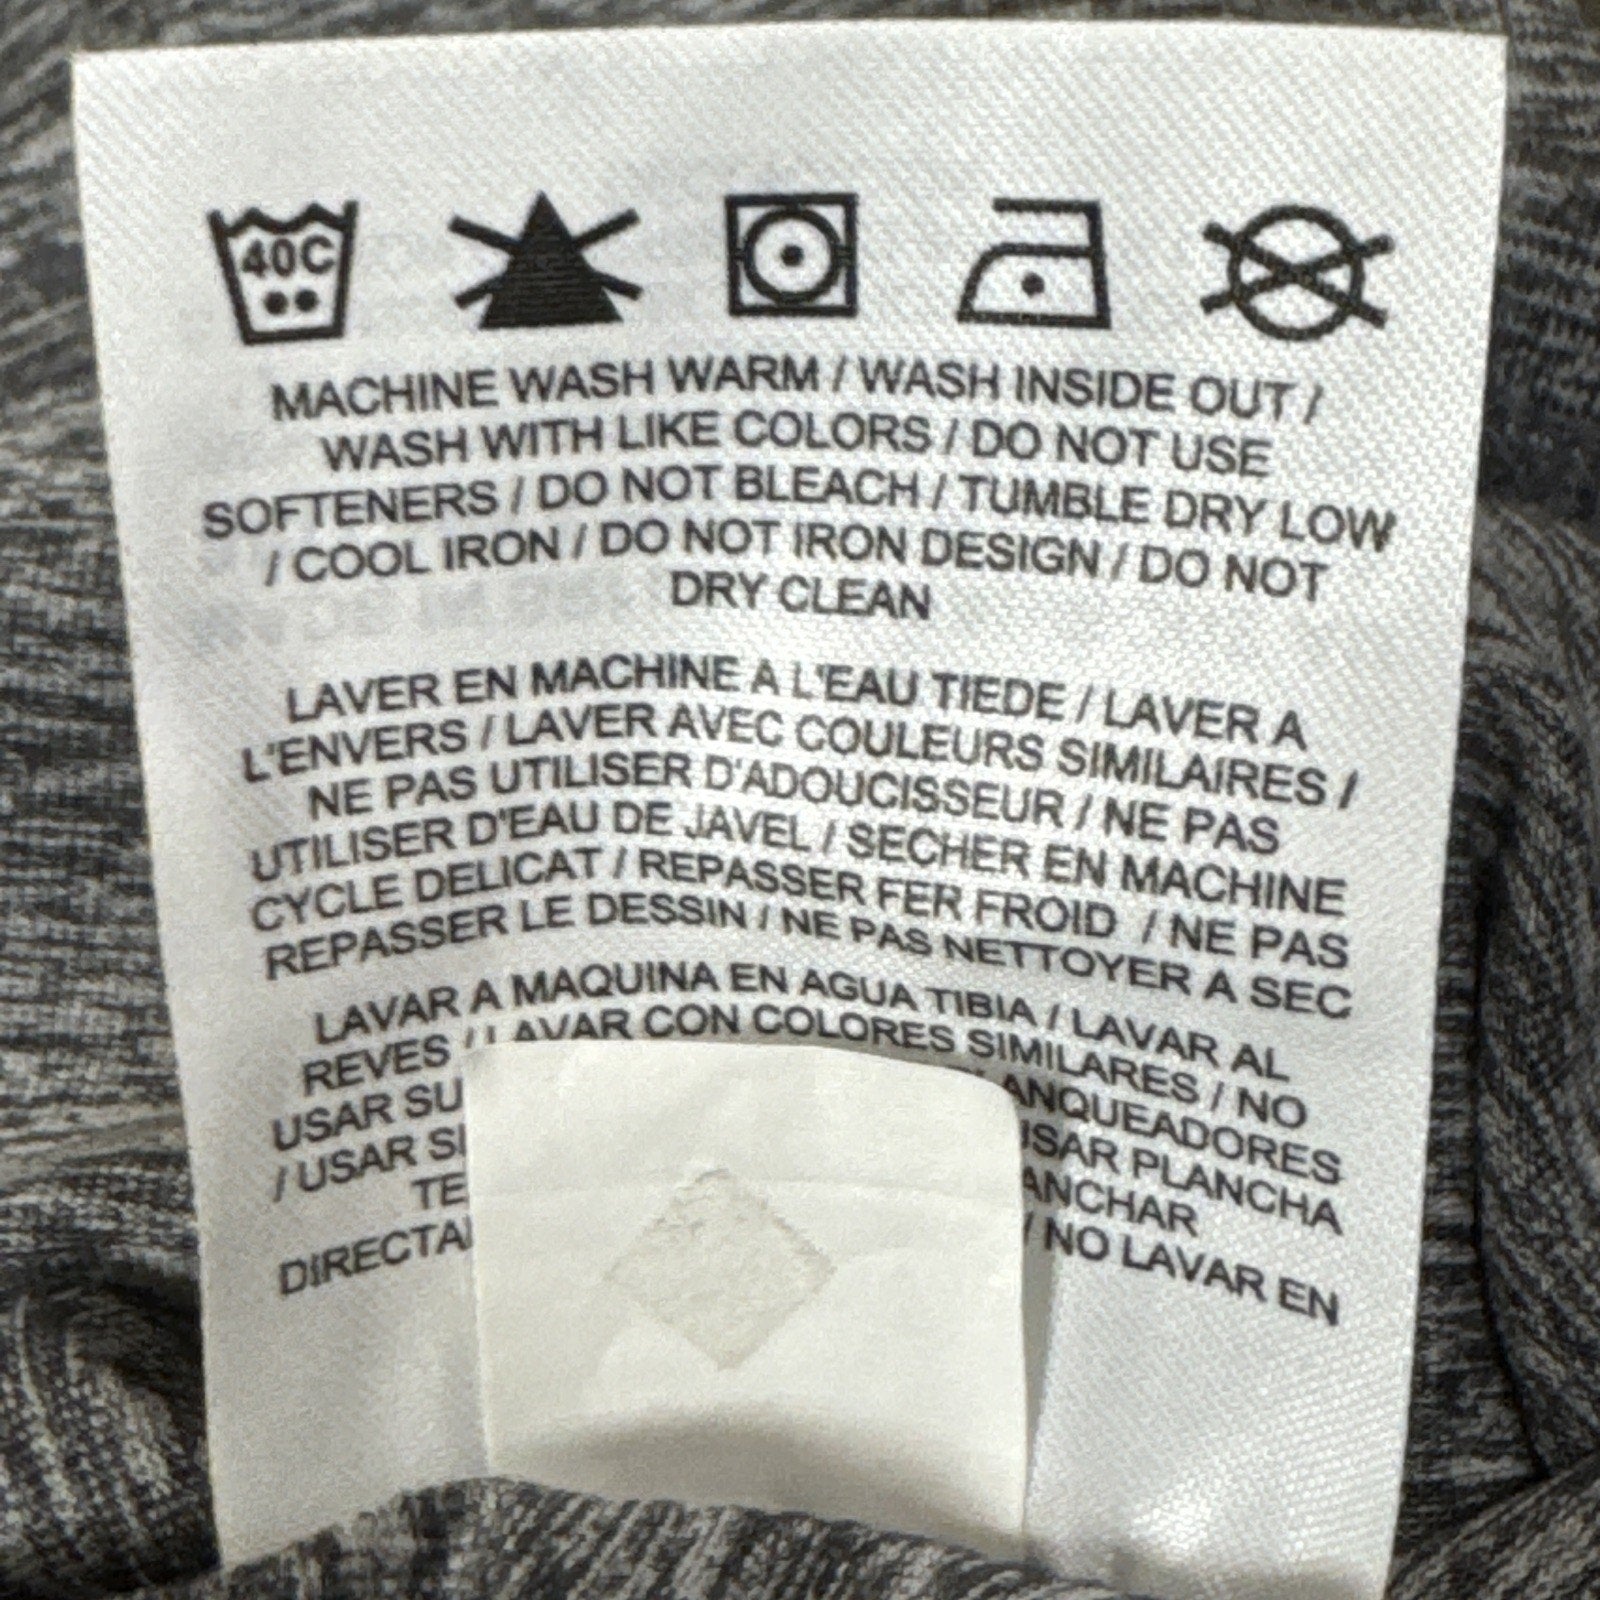 40C
MACHINE WASH WARM / WASH INSIDE OUT /
WASH WITH LIKE COLORS / DO NOT USE
SOFTENERS / DO NOT BLEACH / TUMBLE DRY LOW
/ COOL IRON / DO NOT IRON DESIGN / DO NOT
DRY CLEAN
LAVER EN MACHINE A L'EAU TIEDE / LAVER A
L'ENVERS / LAVER AVEC COULEURS SIMILAIRES /
NE PAS UTILISER D'ADOUCISSEUR / NE PAS
UTILISER D'EAU DE JAVEL / SECHER EN MACHINE
CYCLE DELICAT / REPASSER FER FROID / NE PAS
REPASSER LE DESSIN / NE PAS NETTOYER A SEC
LAVAR A MAQUINA EN AGUA TIBIA / LAVAR AL
REVES / LAVAR CON COLORES SIMILARES / NO
USAR SU ANQUEADORES
/ USAR S SAR PLANCHA
TE ANCHAR
DIRECTA / NO LAVAR EN